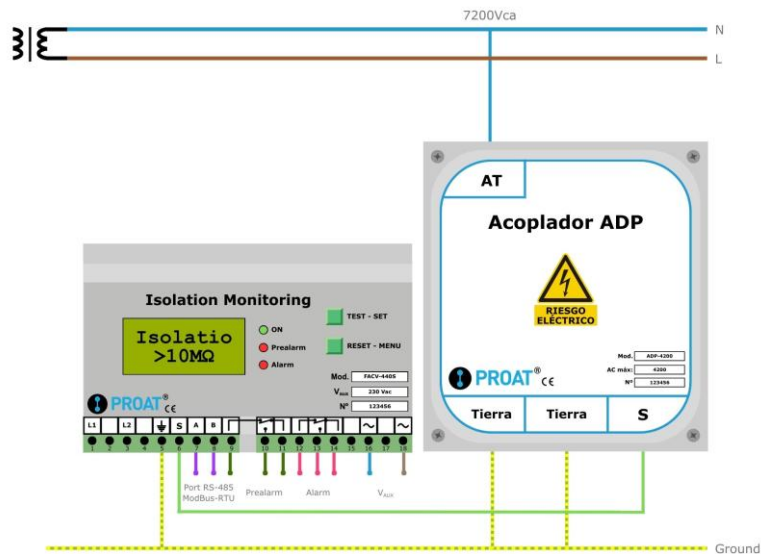 7200Vca
N
L
AT
Acoplador ADP
RIESGO
ELÉCTRICO
Mod. ADP-4200
AC máx: 4200
Nº 123456
PROAT® CE
Tierra Tierra S
Isolation Monitoring
Isolatio
>10MΩ
ON
Prealarm
Alarm
TEST - SET
RESET - MENU
Mod. FACV-440S
VAUX 230 Vac
Nº 123456
PROAT® CE
L1 L2 S A B
1 2 3 4 5 6 7 8 9 10 11 12 13 14 15 16 17 18
Port RS-485
ModBus-RTU
Prealarm
Alarm
VAUX
Ground